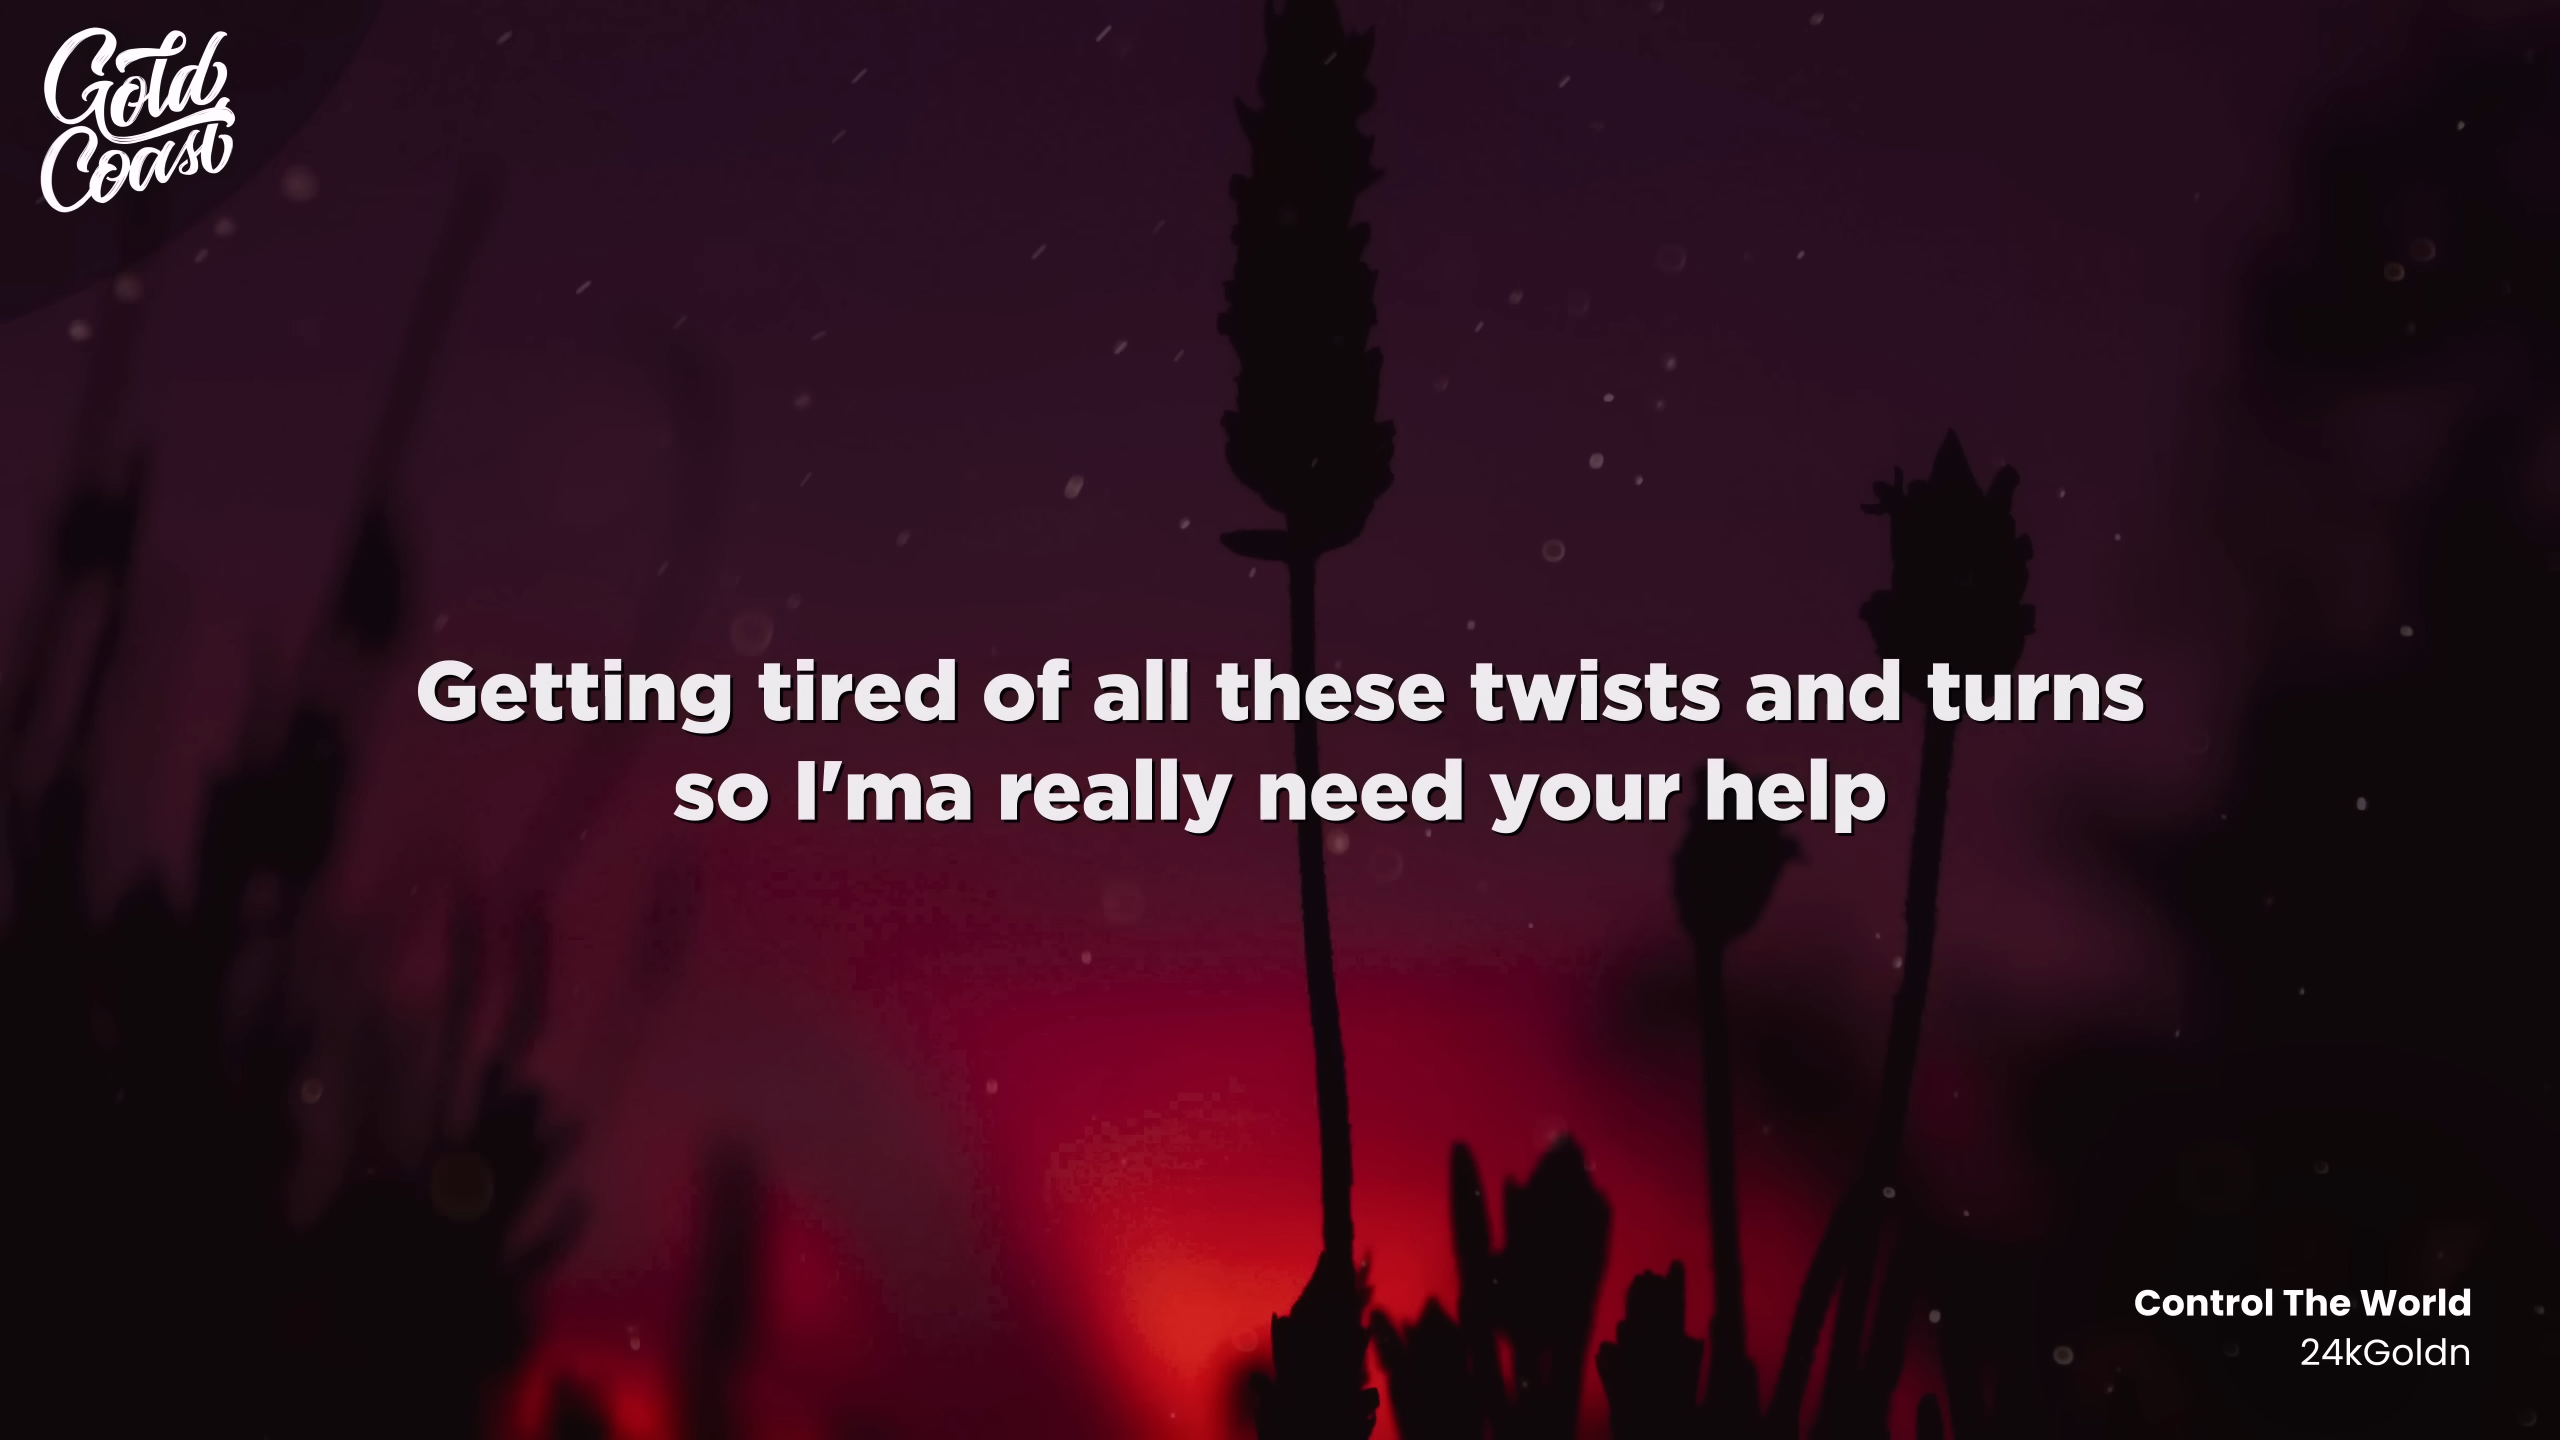 Gold
Coast
Getting tired of all these twists and turns
so I'ma really need your help
Control The World
24kGoldn